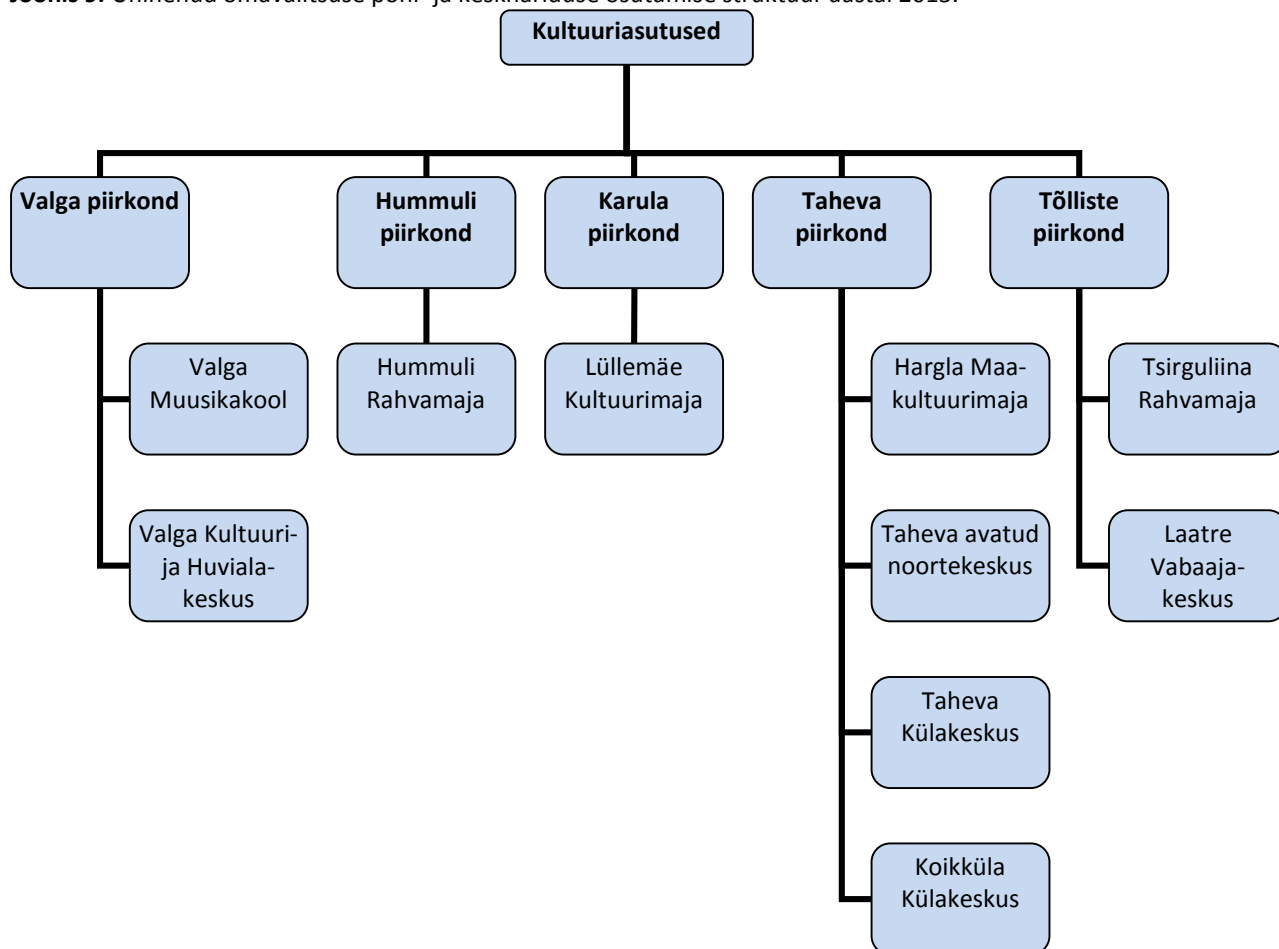 Kultuuriasutused
Valga piirkond
Hummuli
piirkond
Karula
piirkond
Taheva
piirkond
Tõlliste
piirkond
Valga
Muusikakool
Hummuli
Rahvamaja
Lüllemäe
Kultuurimaja
Hargla Maa-
kultuurimaja
Tsirguliina
Rahvamaja
Valga Kultuuri-
ja Huviala-
keskus
Taheva avatud
noortekeskus
Laatre
Vabaaja-
keskus
Taheva
Külakeskus
Koikküla
Külakeskus